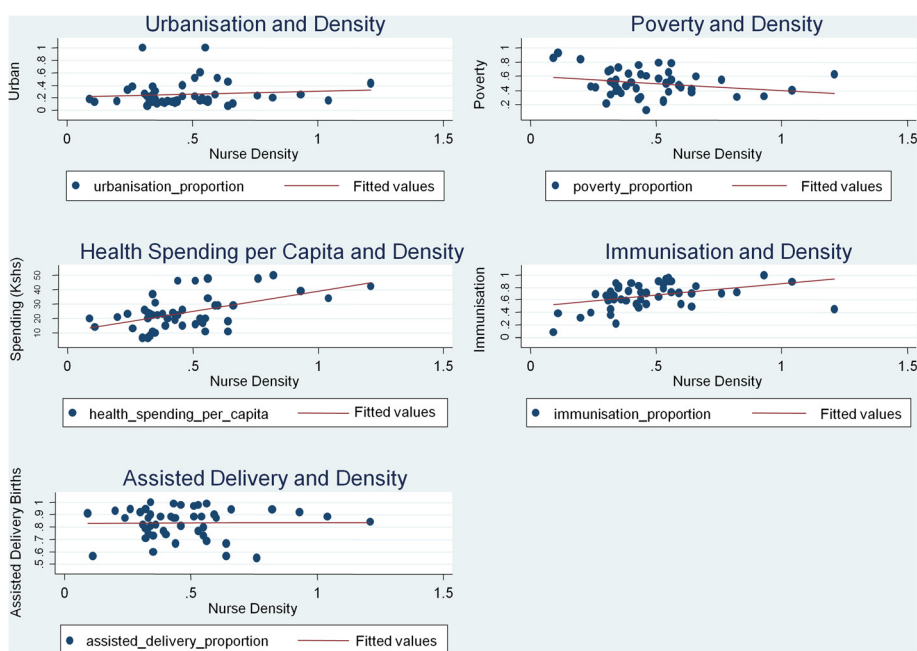 Urbanisation and Density
Urban
0 .2 .4 .6 .8 1
0 .5 1 1.5
Nurse Density
urbanisation_proportion Fitted values
Poverty and Density
Poverty
.2 .4 .6 .8 1
0 .5 1 1.5
Nurse Density
poverty_proportion Fitted values
Health Spending per Capita and Density
Spending (Kshs)
10 20 30 40 50
0 .5 1 1.5
Nurse Density
health_spending_per_capita Fitted values
Immunisation and Density
Immunisation
0 .2 .4 .6 .8 1
0 .5 1 1.5
Nurse Density
immunisation_proportion Fitted values
Assisted Delivery and Density
Assisted Delivery Births
.5 .6 .7 .8 .9 1
0 .5 1 1.5
Nurse Density
assisted_delivery_proportion Fitted values